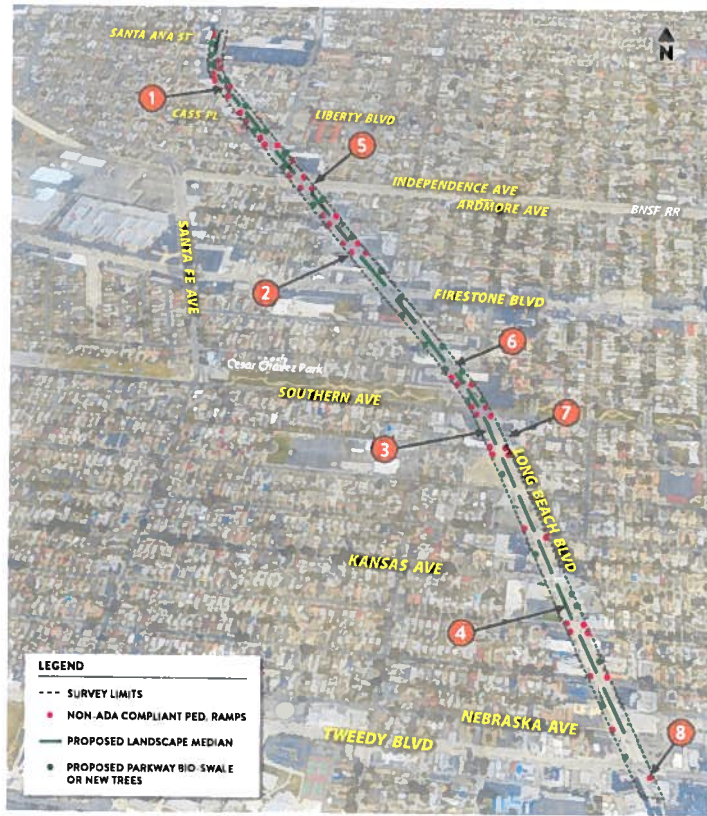 SANTA ANA ST
N
1
CASS PL
LIBERTY BLVD
5
INDEPENDENCE AVE
ARDMORE AVE
BNSF RR
SANTA FE AVE
2
FIRESTONE BLVD
6
Cesar Chavez Park
SOUTHERN AVE
7
3
LONG BEACH BLVD
KANSAS AVE
4
NEBRASKA AVE
TWEEDY BLVD
8
LEGEND
SURVEY LIMITS
NON-ADA COMPLIANT PED. RAMPS
PROPOSED LANDSCAPE MEDIAN
PROPOSED PARKWAY BIO-SWALE
OR NEW TREES